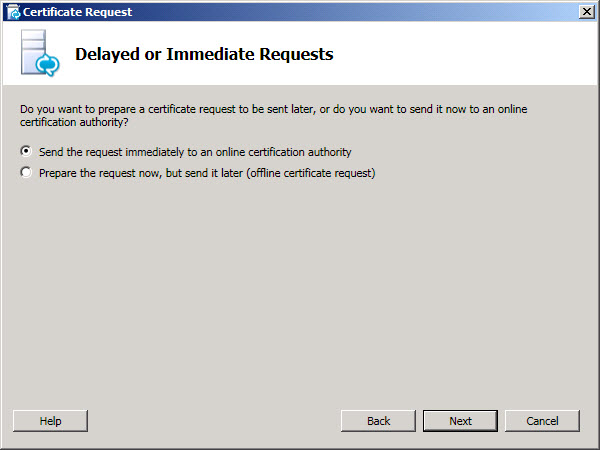 Certificate Request
Delayed or Immediate Requests
Do you want to prepare a certificate request to be sent later, or do you want to send it now to an online
certification authority?
Send the request immediately to an online certification authority
Prepare the request now, but send it later (offline certificate request)
Help Back Next Cancel